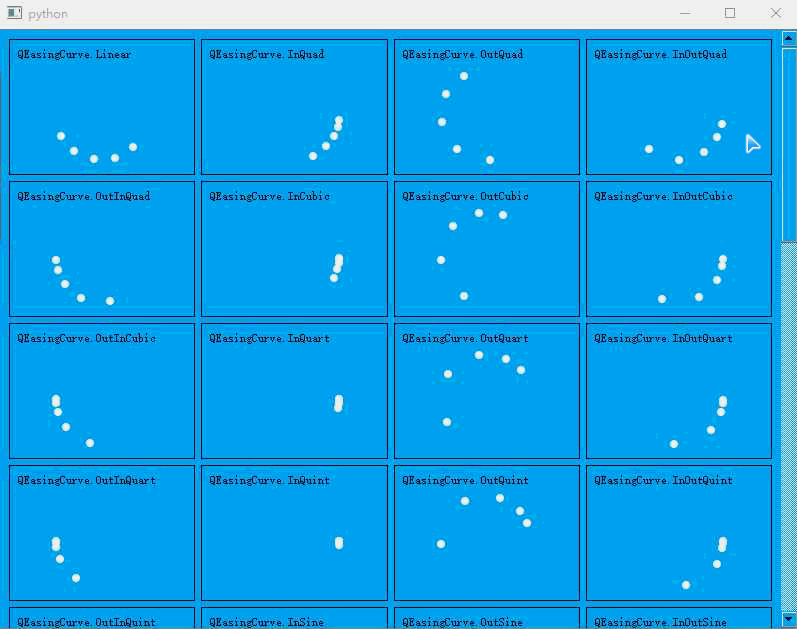 python
QEasingCurve.Linear
QEasingCurve.InQuad
QEasingCurve.OutQuad
QEasingCurve.InOutQuad
QEasingCurve.OutInQuad
QEasingCurve.InCubic
QEasingCurve.OutCubic
QEasingCurve.InOutCubic
QEasingCurve.OutInCubic
QEasingCurve.InQuart
QEasingCurve.OutQuart
QEasingCurve.InOutQuart
QEasingCurve.OutInQuart
QEasingCurve.InQuint
QEasingCurve.OutQuint
QEasingCurve.InOutQuint
QEasingCurve.OutInQuint
QEasingCurve.InSine
QEasingCurve.OutSine
QEasingCurve.InOutSine